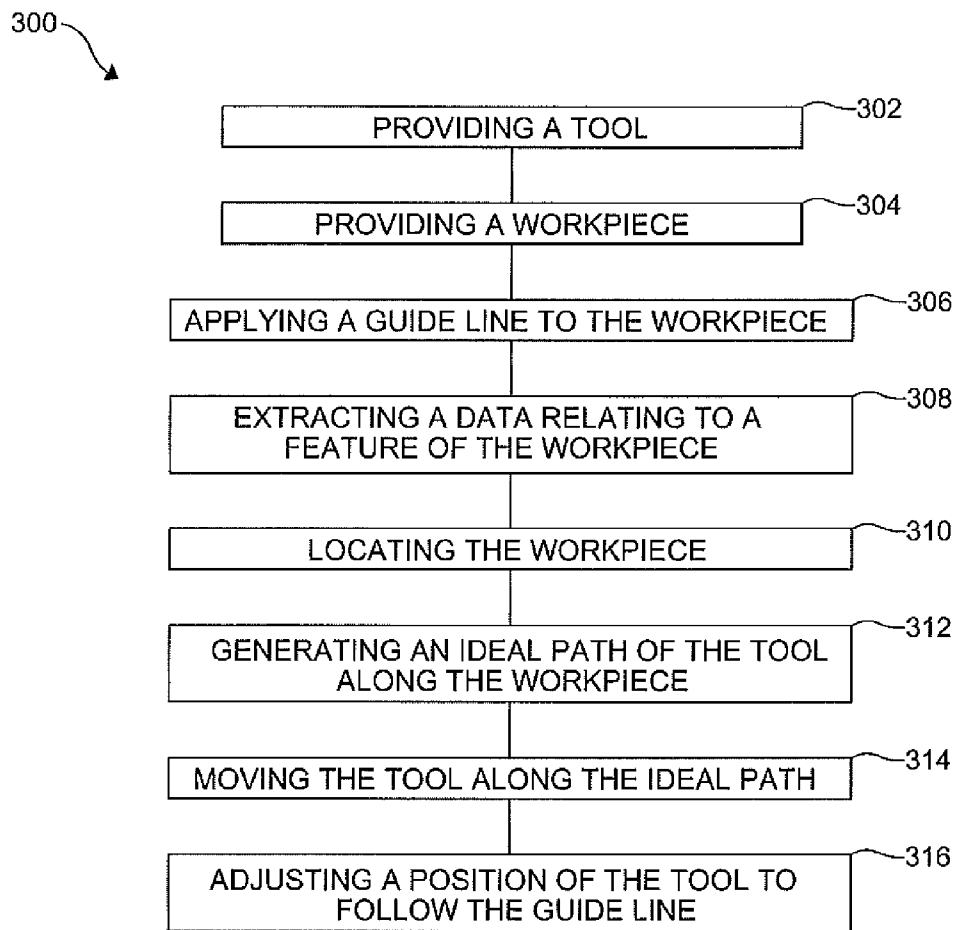 300
302
PROVIDING A TOOL
304
PROVIDING A WORKPIECE
306
APPLYING A GUIDE LINE TO THE WORKPIECE
308
EXTRACTING A DATA RELATING TO A
FEATURE OF THE WORKPIECE
310
LOCATING THE WORKPIECE
312
GENERATING AN IDEAL PATH OF THE TOOL
ALONG THE WORKPIECE
314
MOVING THE TOOL ALONG THE IDEAL PATH
316
ADJUSTING A POSITION OF THE TOOL TO
FOLLOW THE GUIDE LINE